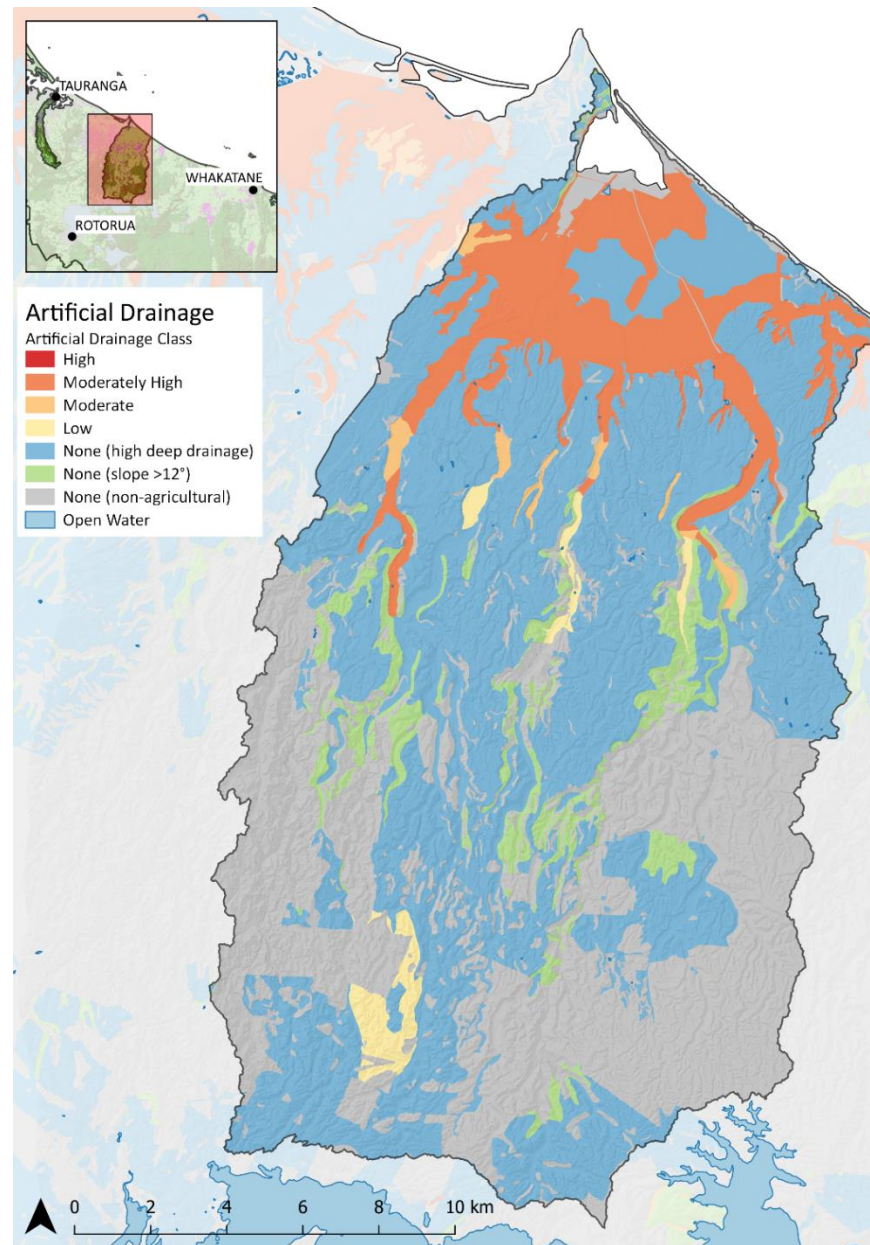 TAURANGA
WHAKATANE
ROTORUA
Artificial Drainage
Artificial Drainage Class
High
Moderately High
Moderate
Low
None (high deep drainage)
None (slope >12°)
None (non-agricultural)
Open Water
0 2 4 6 8 10 km